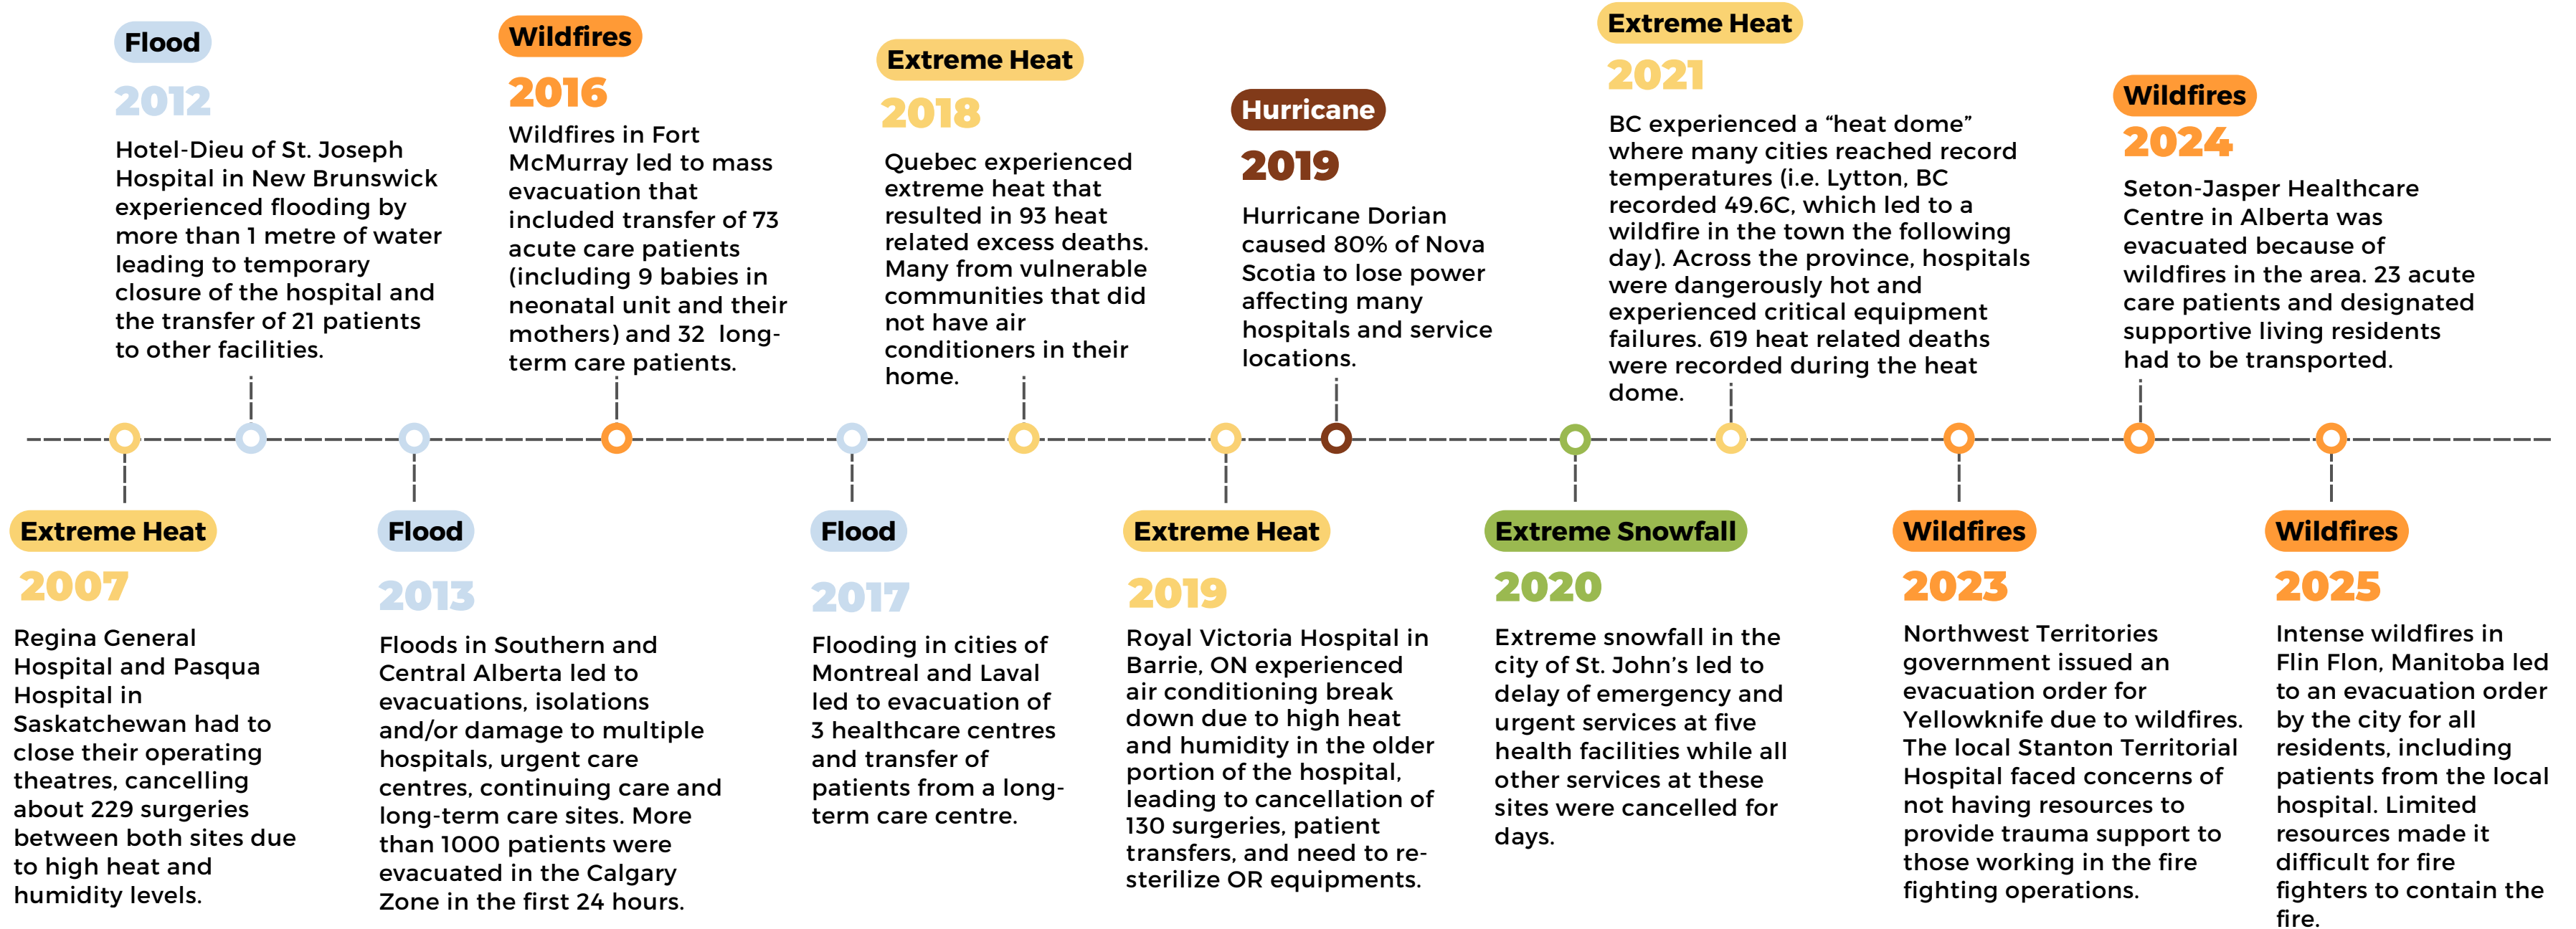 Flood
2012
Hotel-Dieu of St. Joseph
Hospital in New Brunswick
experienced flooding by
more than 1 metre of water
leading to temporary
closure of the hospital and
the transfer of 21 patients
to other facilities.
Wildfires
2016
Wildfires in Fort
McMurray led to mass
evacuation that
included transfer of 73
acute care patients
(including 9 babies in
neonatal unit and their
mothers) and 32 long-
term care patients.
Extreme Heat
2018
Quebec experienced
extreme heat that
resulted in 93 heat
related excess deaths.
Many from vulnerable
communities that did
not have air
conditioners in their
home.
Hurricane
2019
Hurricane Dorian
caused 80% of Nova
Scotia to lose power
affecting many
hospitals and service
locations.
Extreme Heat
2021
BC experienced a “heat dome”
where many cities reached record
temperatures (i.e. Lytton, BC
recorded 49.6C, which led to a
wildfire in the town the following
day). Across the province, hospitals
were dangerously hot and
experienced critical equipment
failures. 619 heat related deaths
were recorded during the heat
dome.
Wildfires
2024
Seton-Jasper Healthcare
Centre in Alberta was
evacuated because of
wildfires in the area. 23 acute
care patients and designated
supportive living residents
had to be transported.
Extreme Heat
2007
Regina General
Hospital and Pasqua
Hospital in
Saskatchewan had to
close their operating
theatres, cancelling
about 229 surgeries
between both sites due
to high heat and
humidity levels.
Flood
2013
Floods in Southern and
Central Alberta led to
evacuations, isolations
and/or damage to multiple
hospitals, urgent care
centres, continuing care and
long-term care sites. More
than 1000 patients were
evacuated in the Calgary
Zone in the first 24 hours.
Flood
2017
Flooding in cities of
Montreal and Laval
led to evacuation of
3 healthcare centres
and transfer of
patients from a long-
term care centre.
Extreme Heat
2019
Royal Victoria Hospital in
Barrie, ON experienced
air conditioning break
down due to high heat
and humidity in the older
portion of the hospital,
leading to cancellation of
130 surgeries, patient
transfers, and need to re-
sterilize OR equipments.
Extreme Snowfall
2020
Extreme snowfall in the
city of St. John’s led to
delay of emergency and
urgent services at five
health facilities while all
other services at these
sites were cancelled for
days.
Wildfires
2023
Northwest Territories
government issued an
evacuation order for
Yellowknife due to wildfires.
The local Stanton Territorial
Hospital faced concerns of
not having resources to
provide trauma support to
those working in the fire
fighting operations.
Wildfires
2025
Intense wildfires in
Flin Flon, Manitoba led
to an evacuation order
by the city for all
residents, including
patients from the local
hospital. Limited
resources made it
difficult for fire
fighters to contain the
fire.